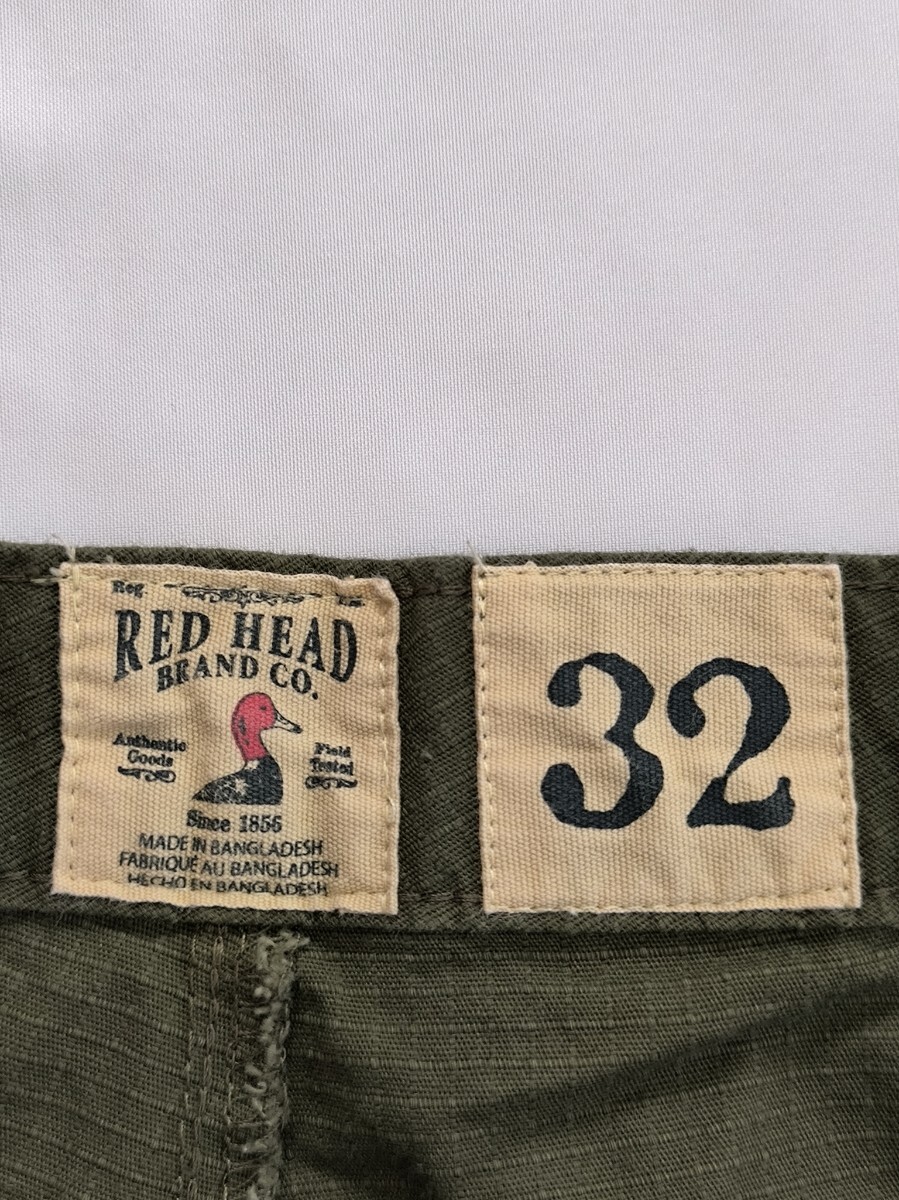 Reg
RED HEAD
BRAND CO.
Authentic
Goods
Field
Tested
Since 1856
MADE IN BANGLADESH
FABRIQUÉ AU BANGLADESH
HECHO EN BANGLADESH
32